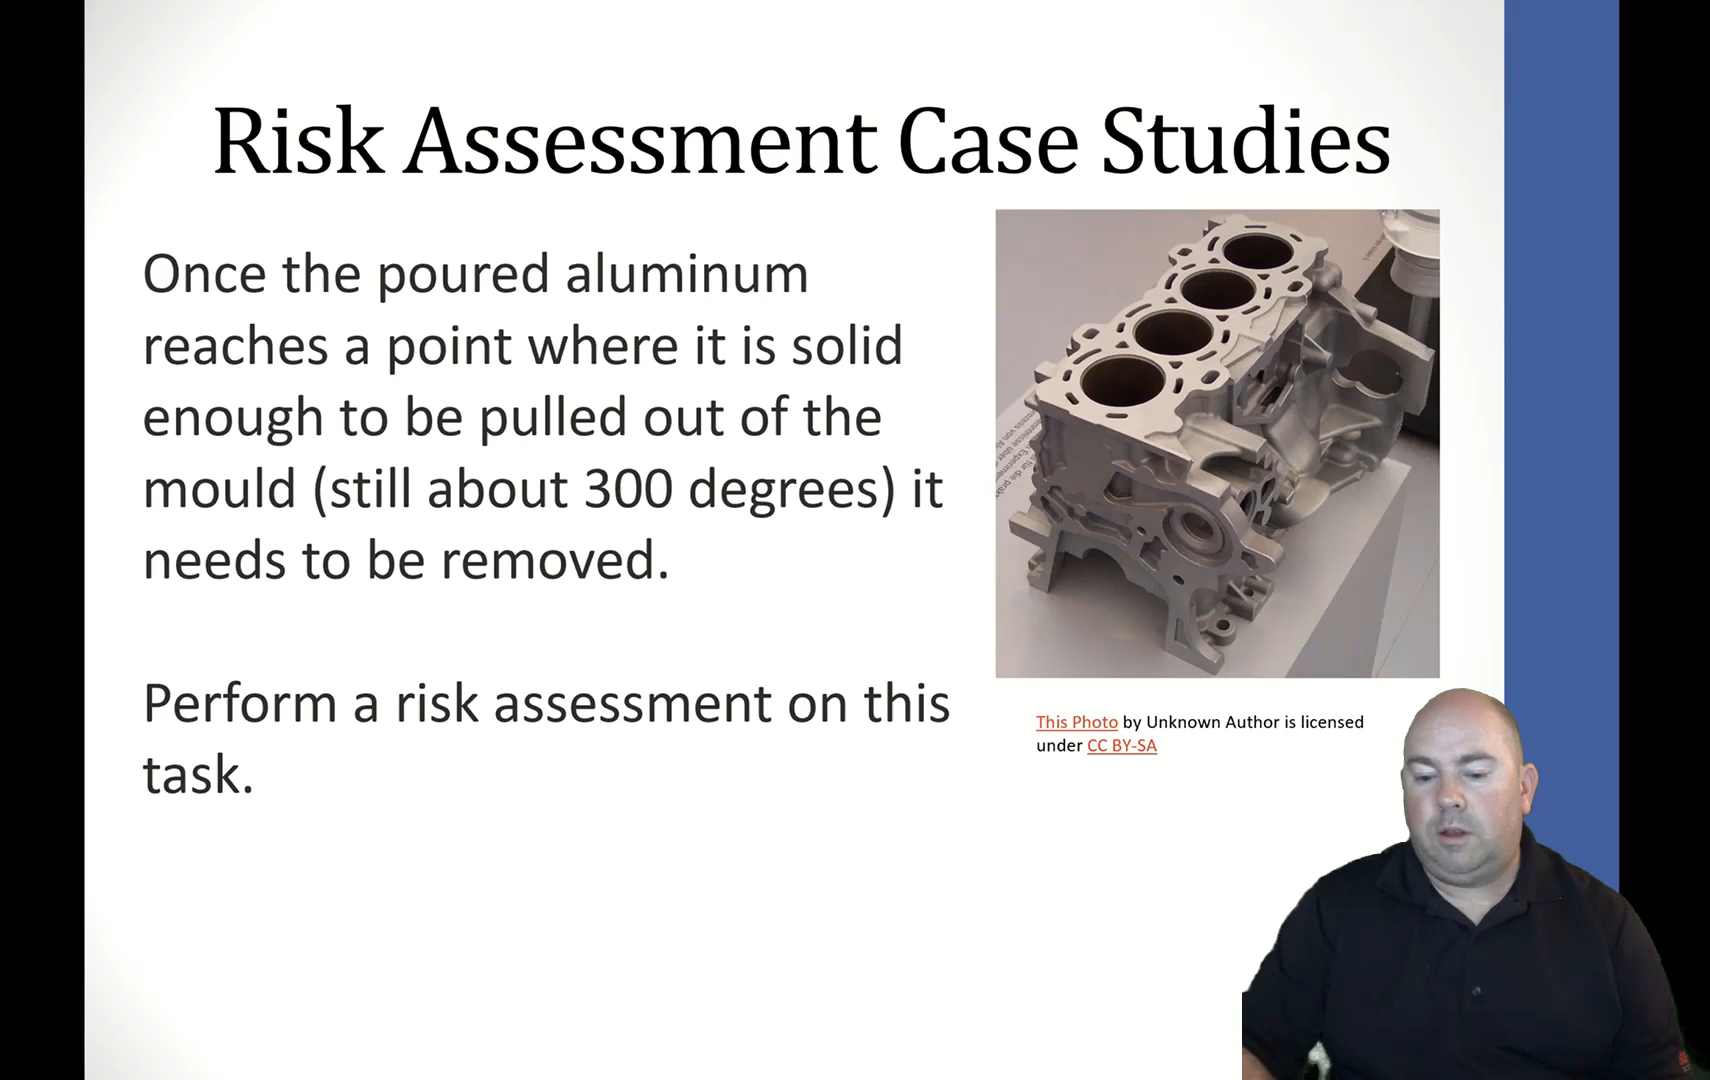 Risk Assessment Case Studies
Once the poured aluminum
reaches a point where it is solid
enough to be pulled out of the
mould (still about 300 degrees) it
needs to be removed.
Perform a risk assessment on this
task.
This Photo by Unknown Author is licensed
under CC BY-SA